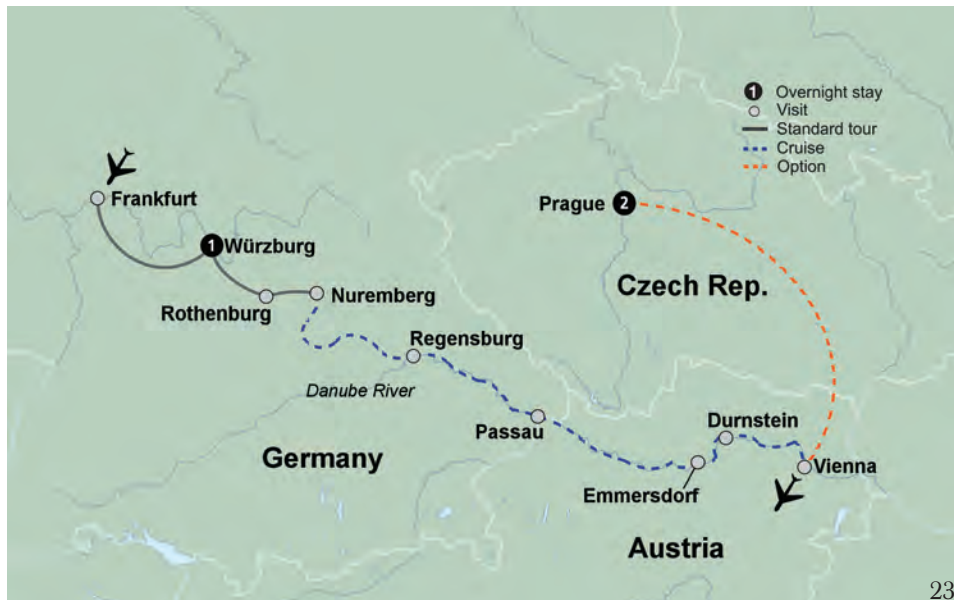 1 Overnight stay
Visit
Standard tour
Cruise
Option
Frankfurt
Prague 2
1 Würzburg
Czech Rep.
Rothenburg
Nuremberg
Regensburg
Danube River
Passau
Durnstein
Germany
Vienna
Emmersdorf
Austria
23